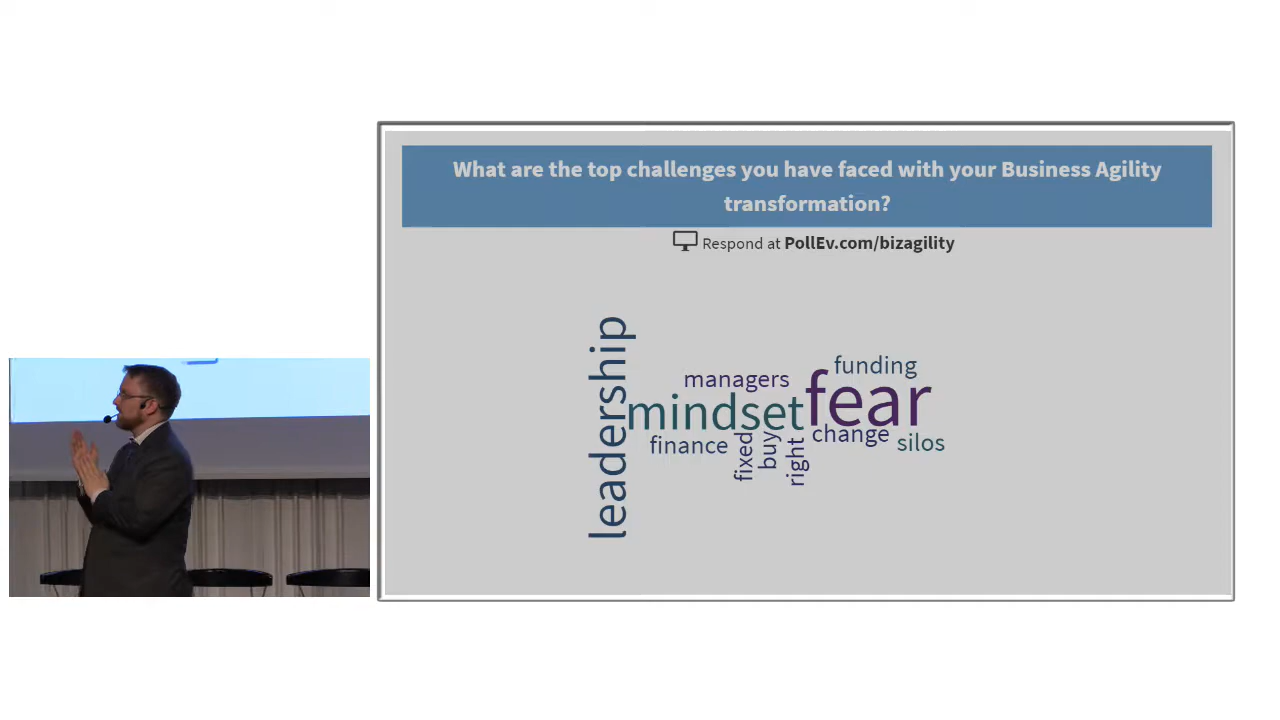 What are the top challenges you have faced with your Business Agility
transformation?
Respond at PollEv.com/bizagility
leadership
managers
mindset
finance
fixed
buy
right
funding
fear
change
silos